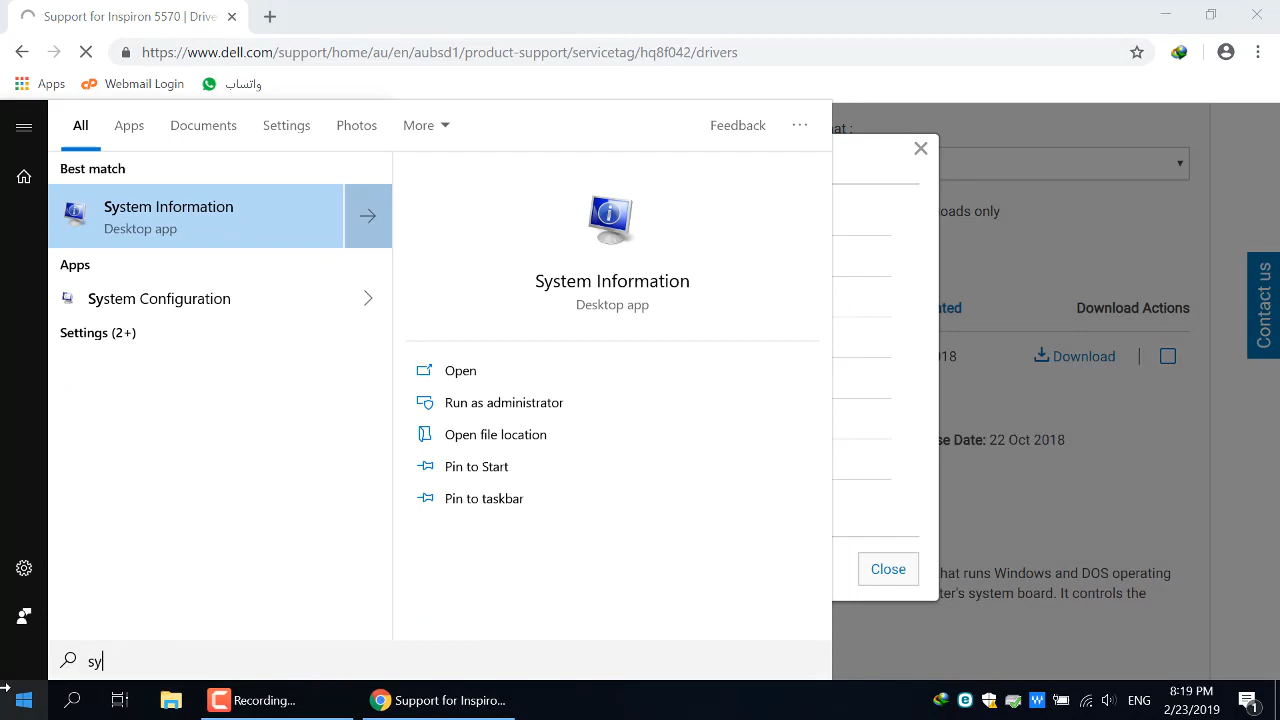 Support for Inspiron 5570 | Drive
https://www.dell.com/support/home/au/en/aubsd1/product-support/servicetag/hq8f042/drivers
Apps Webmail Login واتساب
All Apps Documents Settings Photos More Feedback
Best match
System Information
Desktop app
Apps
System Configuration
Settings (2+)
System Information
Desktop app
Open
Run as administrator
Open file location
Pin to Start
Pin to taskbar
sy
at :
oads only
ted Download Actions
18 Download
se Date: 22 Oct 2018
hat runs Windows and DOS operating
ter's system board. It controls the
Close
Contact us
Recording...
Support for Inspiro...
ENG
8:19 PM
2/23/2019
1